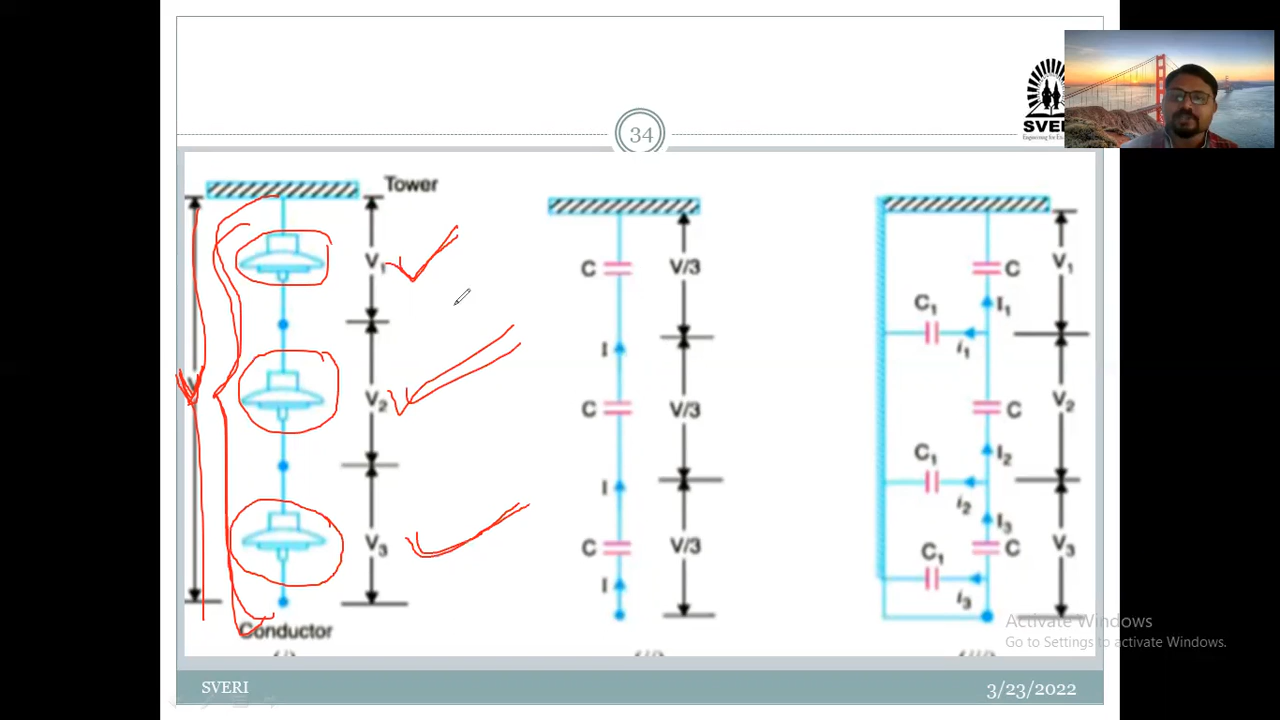 34
SVERI
Tower
V1
V2
V3
Conductor
C
V/3
I
C
V/3
I
C
V/3
I
C
V1
C1
I1
i1
C
V2
C1
I2
i2
I3
C
V3
C1
i3
Activate Windows
Go to Settings to activate Windows.
SVERI
3/23/2022